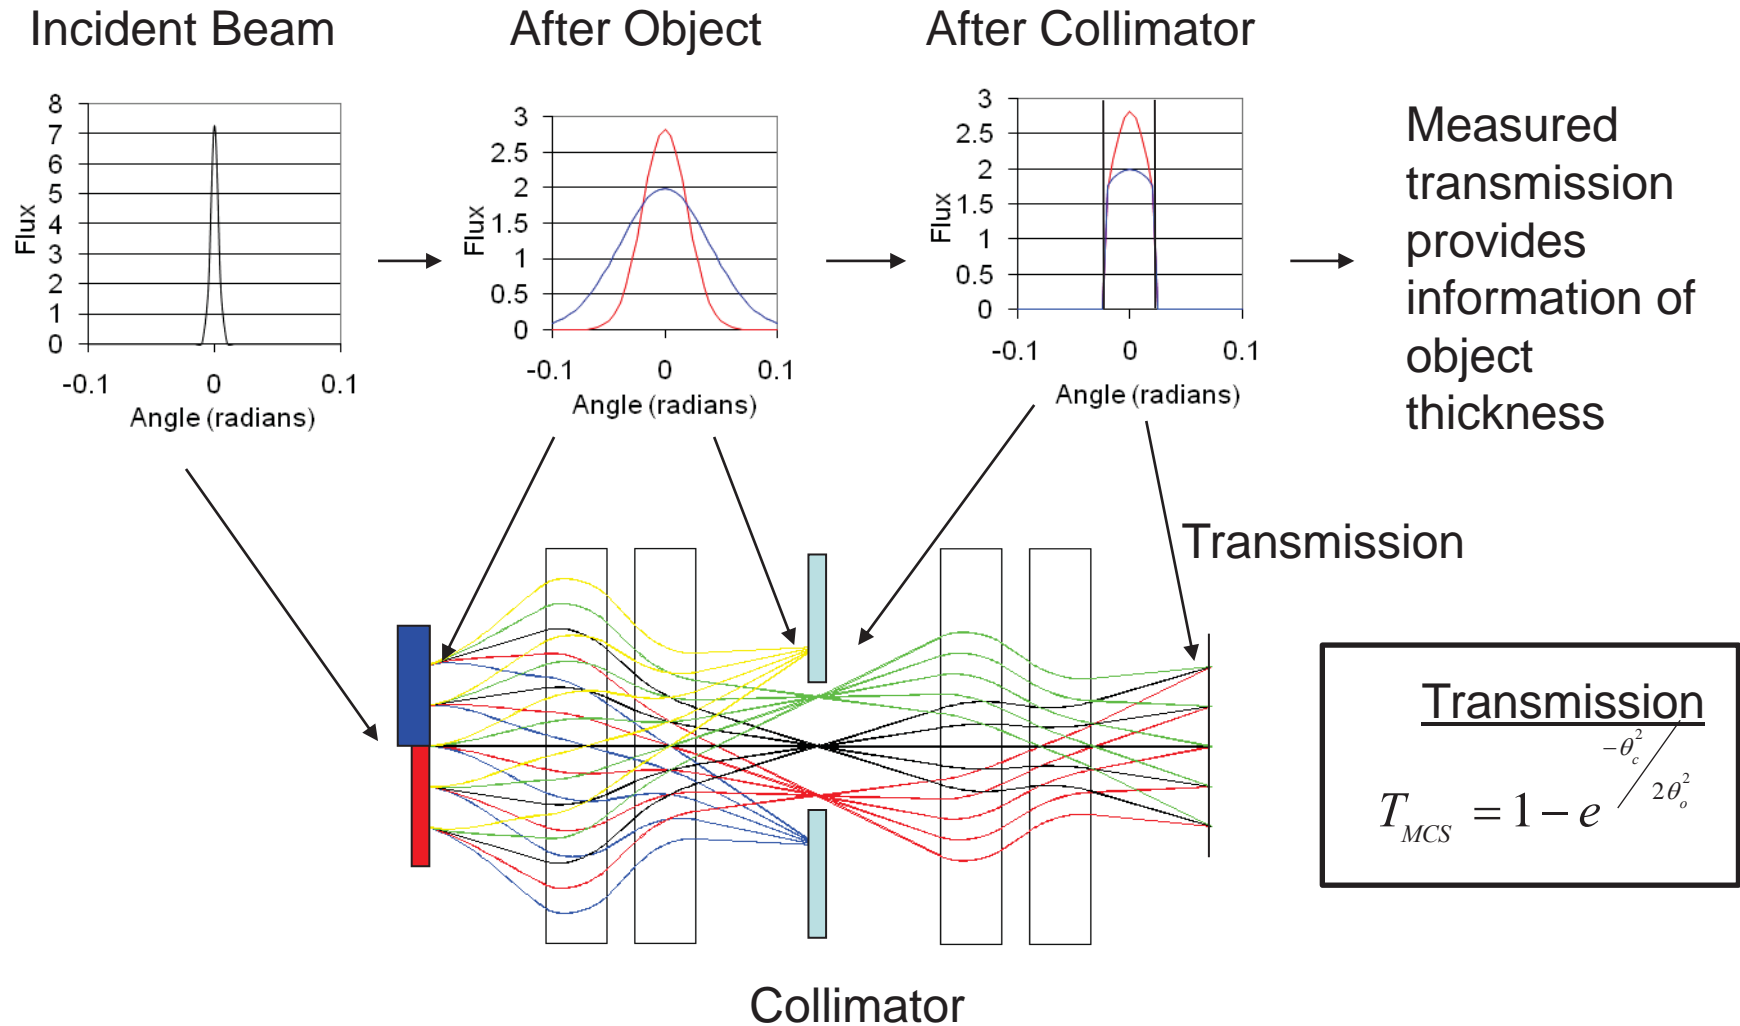 Incident Beam
After Object
After Collimator
8
7
6
5
4
3
2
1
0
Flux
-0.1
0
0.1
Angle (radians)
3
2.5
2
1.5
1
0.5
0
Flux
-0.1
0
0.1
Angle (radians)
3
2.5
2
1.5
1
0.5
0
Flux
-0.1
0
0.1
Angle (radians)
Measured
transmission
provides
information of
object
thickness
Transmission
Transmission
T_{MCS} = 1 − e^{−θ_c^2 / 2θ_o^2}
Collimator